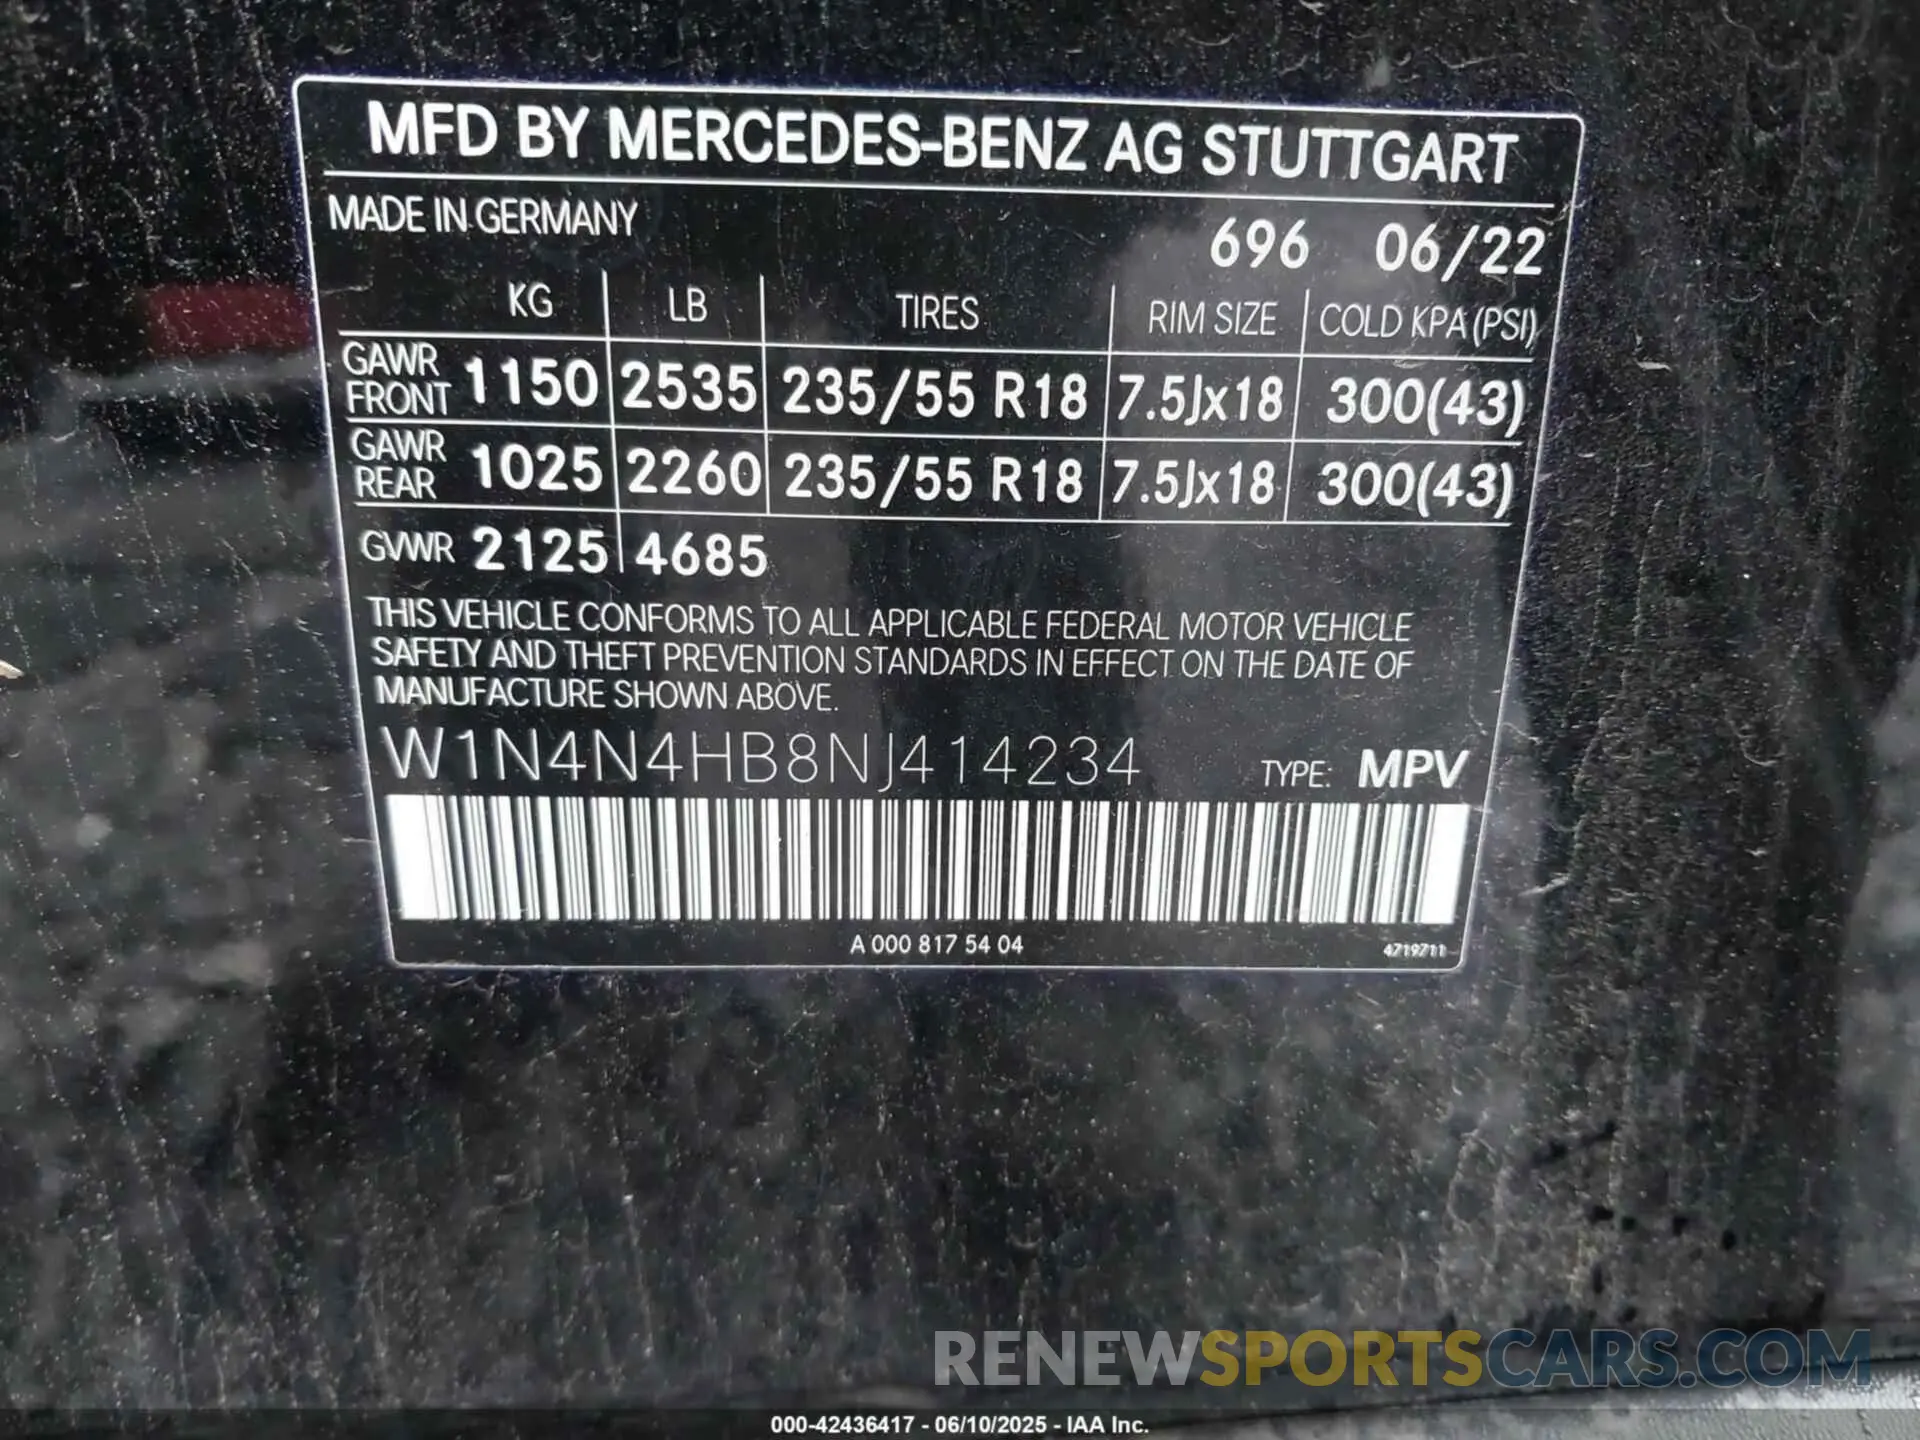 MFD BY MERCEDES-BENZ AG STUTTGART
MADE IN GERMANY
696 06/22
KG LB TIRES RIM SIZE COLD KPA (PSI)
GAWR FRONT 1150 2535 235/55 R18 7.5Jx18 300(43)
GAWR REAR 1025 2260 235/55 R18 7.5Jx18 300(43)
GVWR 2125 4685
THIS VEHICLE CONFORMS TO ALL APPLICABLE FEDERAL MOTOR VEHICLE
SAFETY AND THEFT PREVENTION STANDARDS IN EFFECT ON THE DATE OF
MANUFACTURE SHOWN ABOVE.
W1N4N4HB8NJ414234 TYPE: MPV
A 000 817 54 04 4719711
RENEWSPORTSCARS.COM
000-42436417 - 06/10/2025 - IAA Inc.